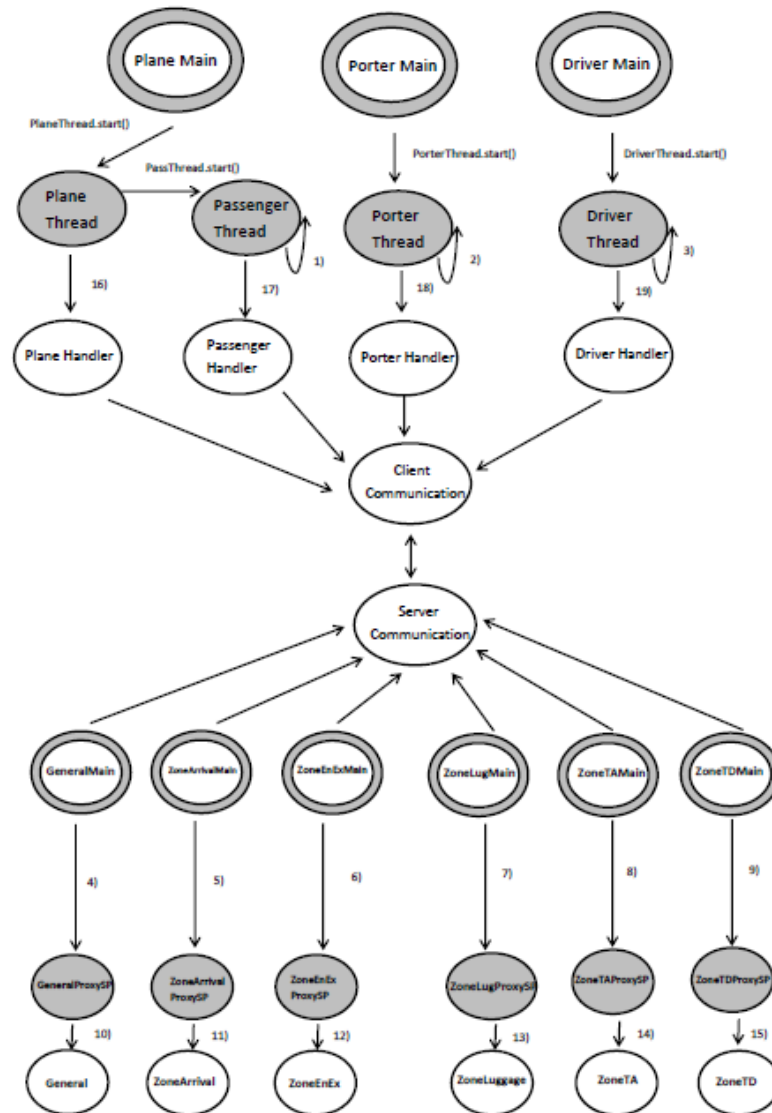 Plane Main
Porter Main
Driver Main
PlaneThread.start()
PassThread.start()
PorterThread.start()
DriverThread.start()
Plane
Thread
Passenger
Thread
Porter
Thread
Driver
Thread
1)
2)
3)
16)
17)
18)
19)
Plane Handler
Passenger
Handler
Porter Handler
Driver Handler
Client
Communication
Server
Communication
GeneralMain
ZoneArrivalMain
ZoneEnExMain
ZoneLugMain
ZoneTAMain
ZoneTDMain
4)
5)
6)
7)
8)
9)
GeneralProxySP
ZoneArrival
ProxySP
ZoneEnEx
ProxySP
ZoneLugProxySP
ZoneTAProxySP
ZoneTDProxySP
10)
11)
12)
13)
14)
15)
General
ZoneArrival
ZoneEnEx
ZoneLuggage
ZoneTA
ZoneTD